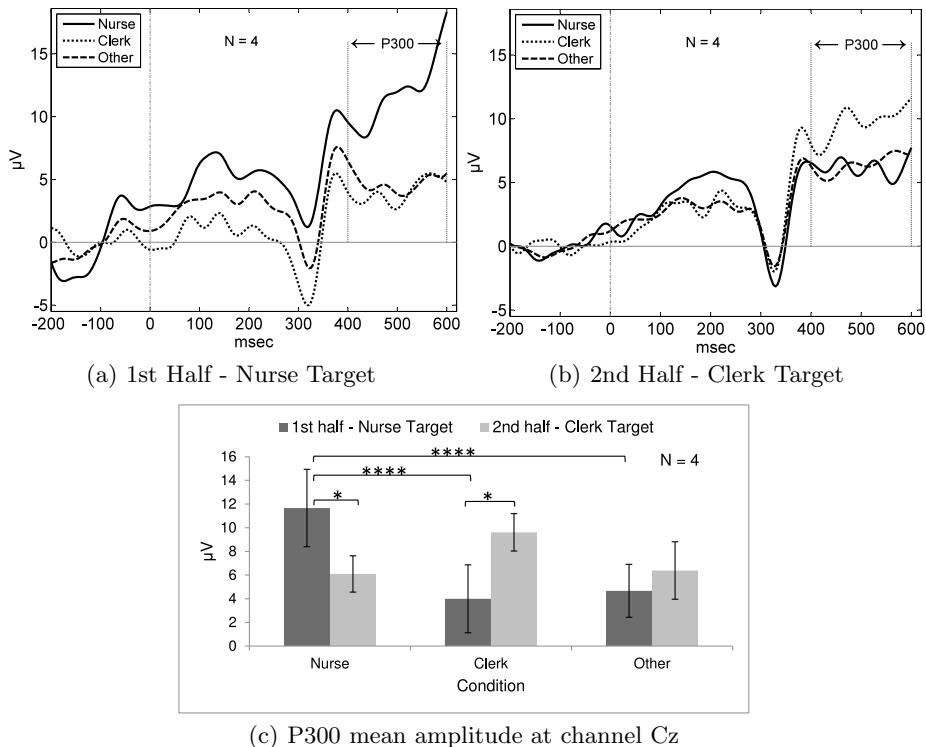 Nurse
Clerk
Other
N = 4
P300
15
10
5
0
-5
µV
-200 -100 0 100 200 300 400 500 600
msec
(a) 1st Half - Nurse Target
Nurse
Clerk
Other
N = 4
P300
15
10
5
0
-5
µV
-200 -100 0 100 200 300 400 500 600
msec
(b) 2nd Half - Clerk Target
1st half - Nurse Target 2nd half - Clerk Target
N = 4
****
****
*
*
16
14
12
10
8
6
4
2
0
µV
Nurse Clerk Other
Condition
(c) P300 mean amplitude at channel Cz